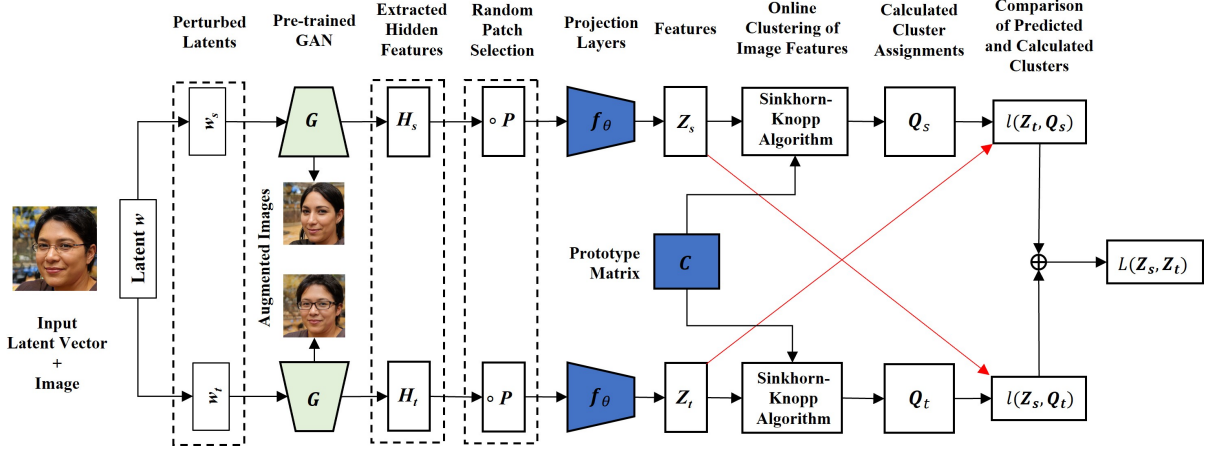 Perturbed
Latents
Pre-trained
GAN
Extracted
Hidden
Features
Random
Patch
Selection
Projection
Layers
Features
Online
Clustering of
Image Features
Calculated
Cluster
Assignments
Comparison
of Predicted
and Calculated
Clusters
w_s
G
H_s
∘ P
f_θ
Z_s
Sinkhorn-
Knopp
Algorithm
Q_s
l(Z_t, Q_s)
Latent w
Augmented Images
Prototype
Matrix
C
⊕
L(Z_s, Z_t)
Input
Latent Vector
+
Image
w_t
G
H_t
∘ P
f_θ
Z_t
Sinkhorn-
Knopp
Algorithm
Q_t
l(Z_s, Q_t)